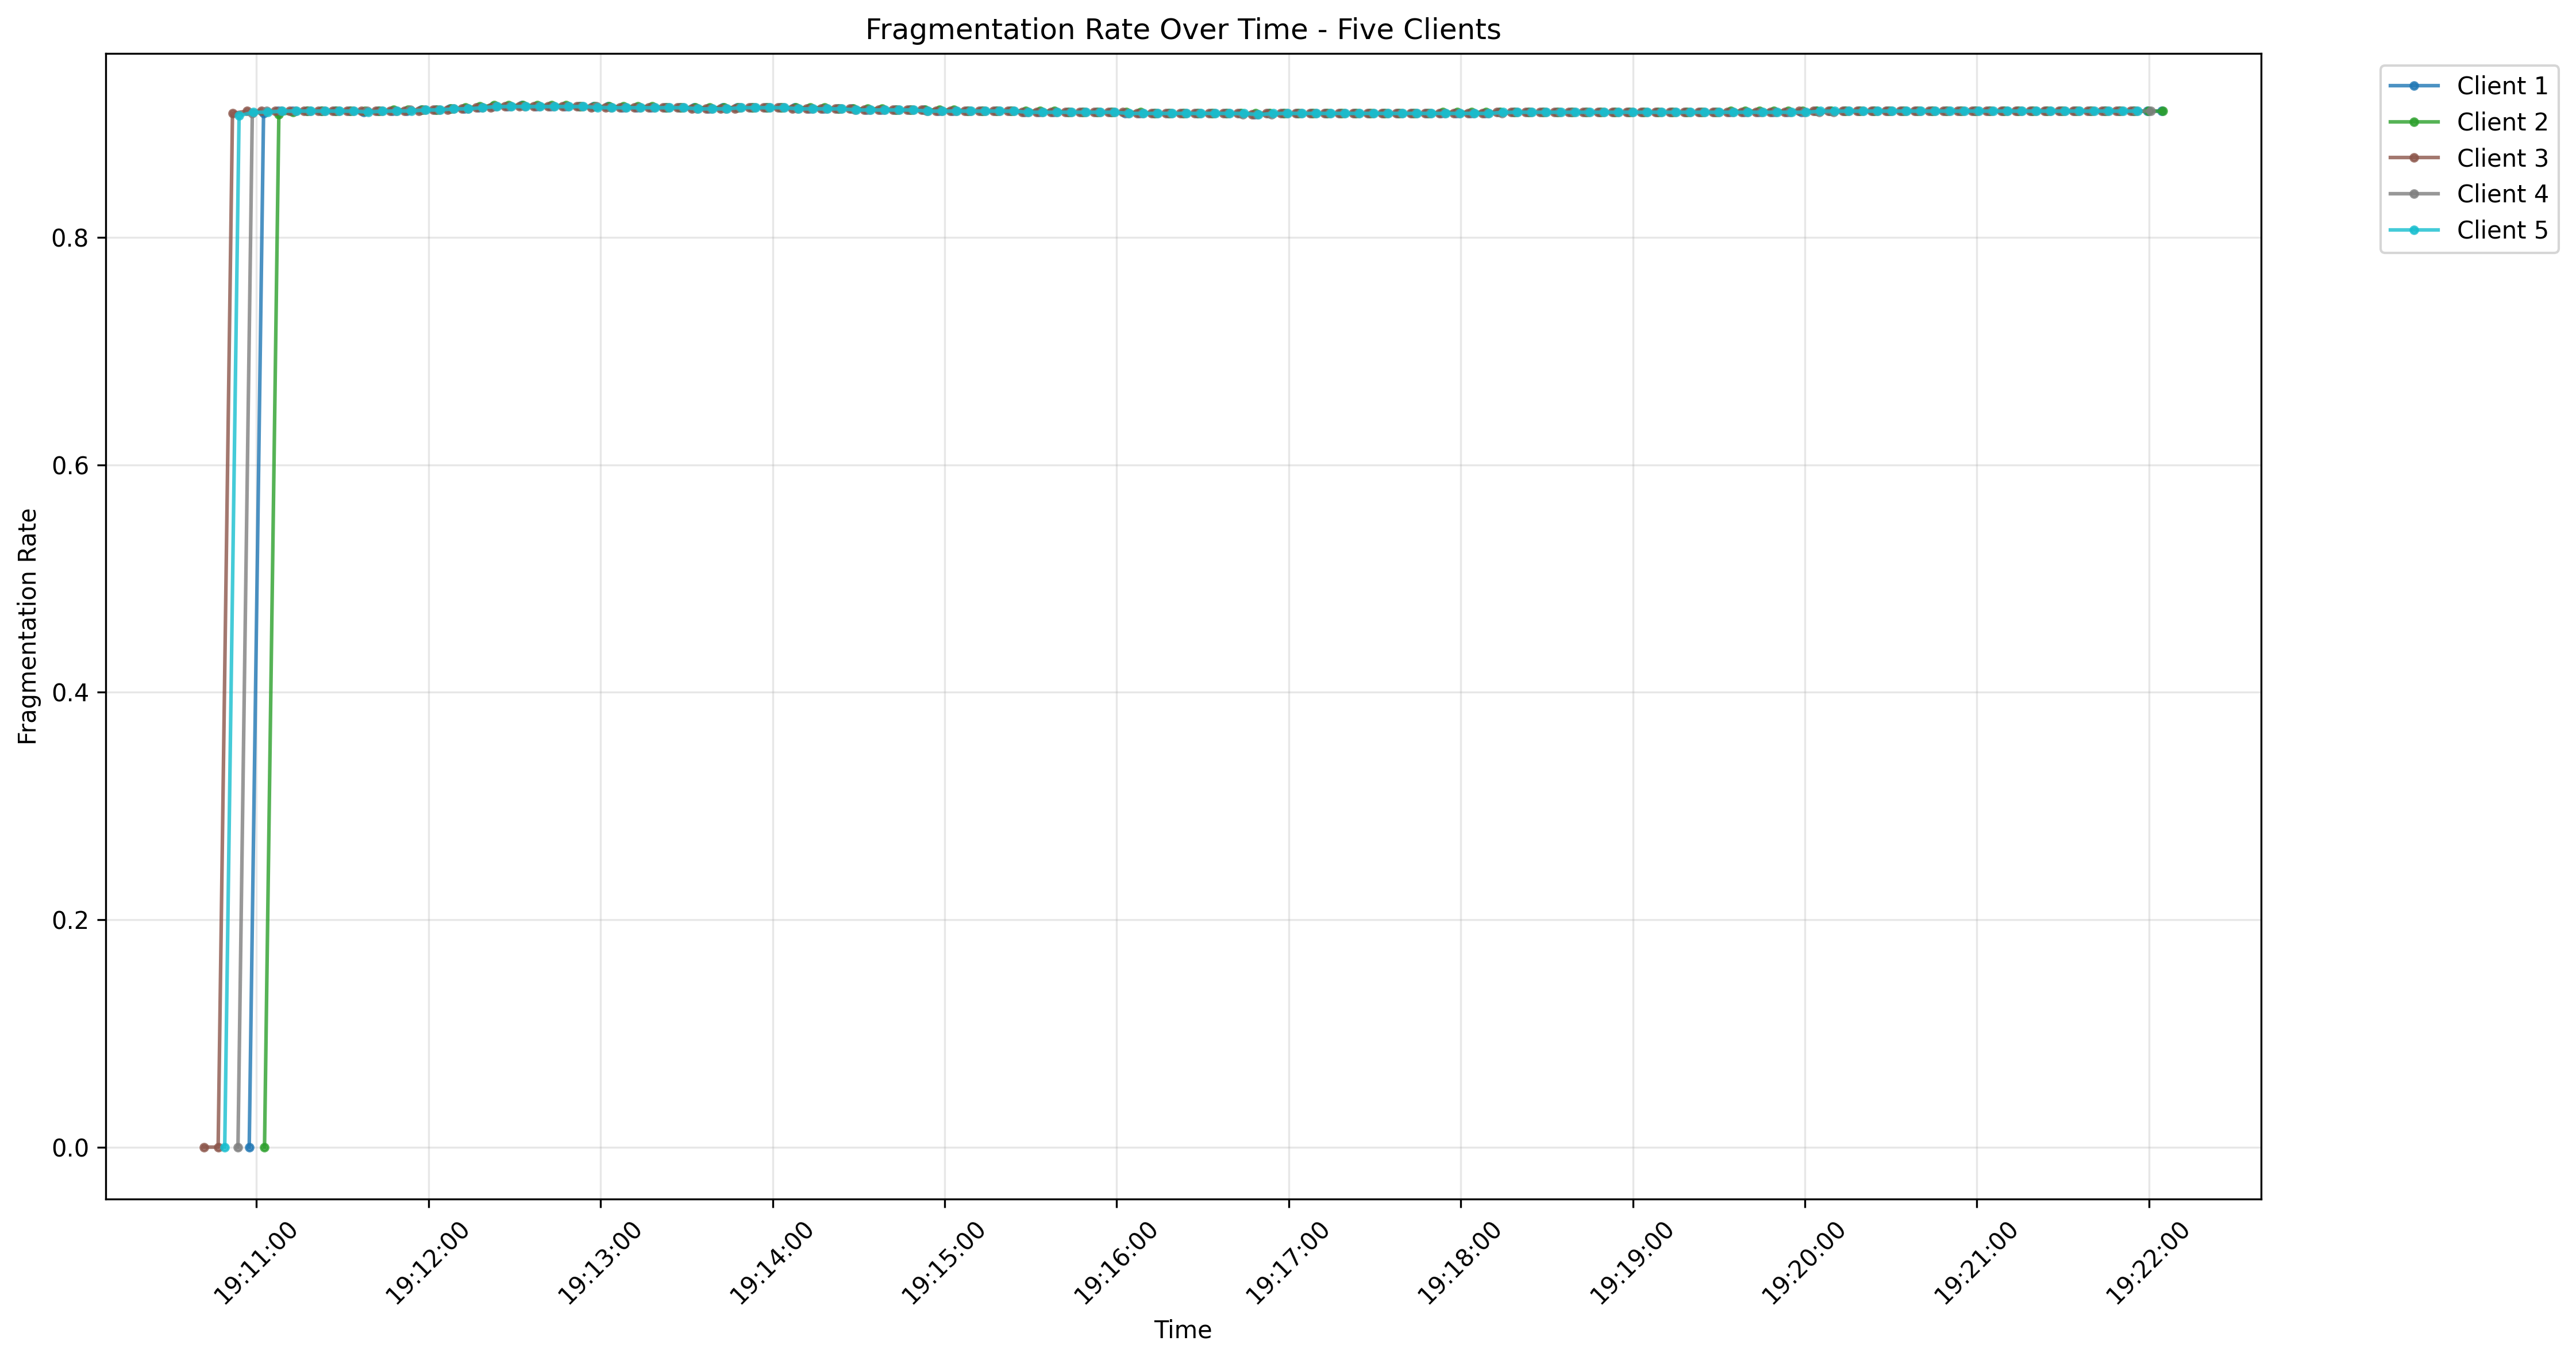 Fragmentation Rate Over Time - Five Clients
Client 1
Client 2
Client 3
Client 4
Client 5
Fragmentation Rate
0.8
0.6
0.4
0.2
0.0
19:11:00
19:12:00
19:13:00
19:14:00
19:15:00
19:16:00
19:17:00
19:18:00
19:19:00
19:20:00
19:21:00
19:22:00
Time